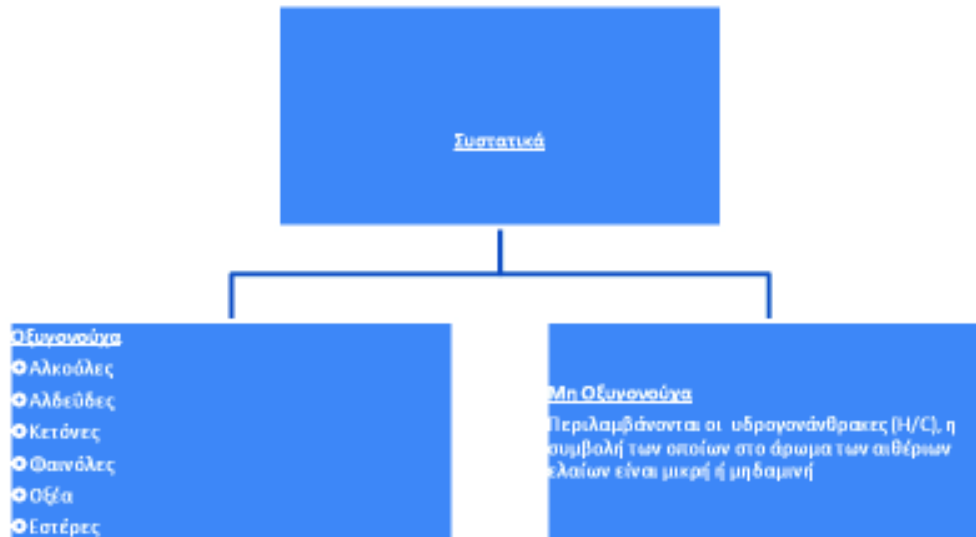 Συστατικά
Οξυγονούχα
Αλκοόλες
Αλδεΰδες
Κετόνες
Φαινόλες
Οξέα
Εστέρες
Μη Οξυγονούχα
Περιλαμβάνονται οι υδρογονάνθρακες (H/C), η
συμβολή των οποίων στο άρωμα των αιθέριων
ελαίων είναι μικρή ή μηδαμινή